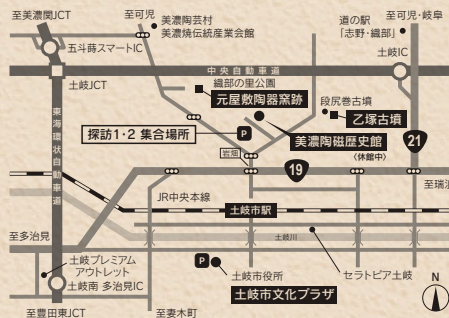 至美濃関JCT
至可児
美濃陶芸村
美濃焼伝統産業会館
道の駅
「志野・織部」
至可児・岐阜
五斗蒔スマートIC
土岐IC
中央自動車道
織部の里公園
土岐JCT
元屋敷陶器窯跡
段尻巻古墳
乙塚古墳
探訪1・2 集合場所
P
美濃陶磁歴史館
〈休館中〉
21
岩畑
19
東海環状自動車道
至瑞浪
JR中央本線
土岐市駅
至多治見
土岐川
土岐プレミアム
アウトレット
P
土岐市役所
セラトピア土岐
土岐南 多治見IC
土岐市文化プラザ
N
至豊田東JCT
至妻木町